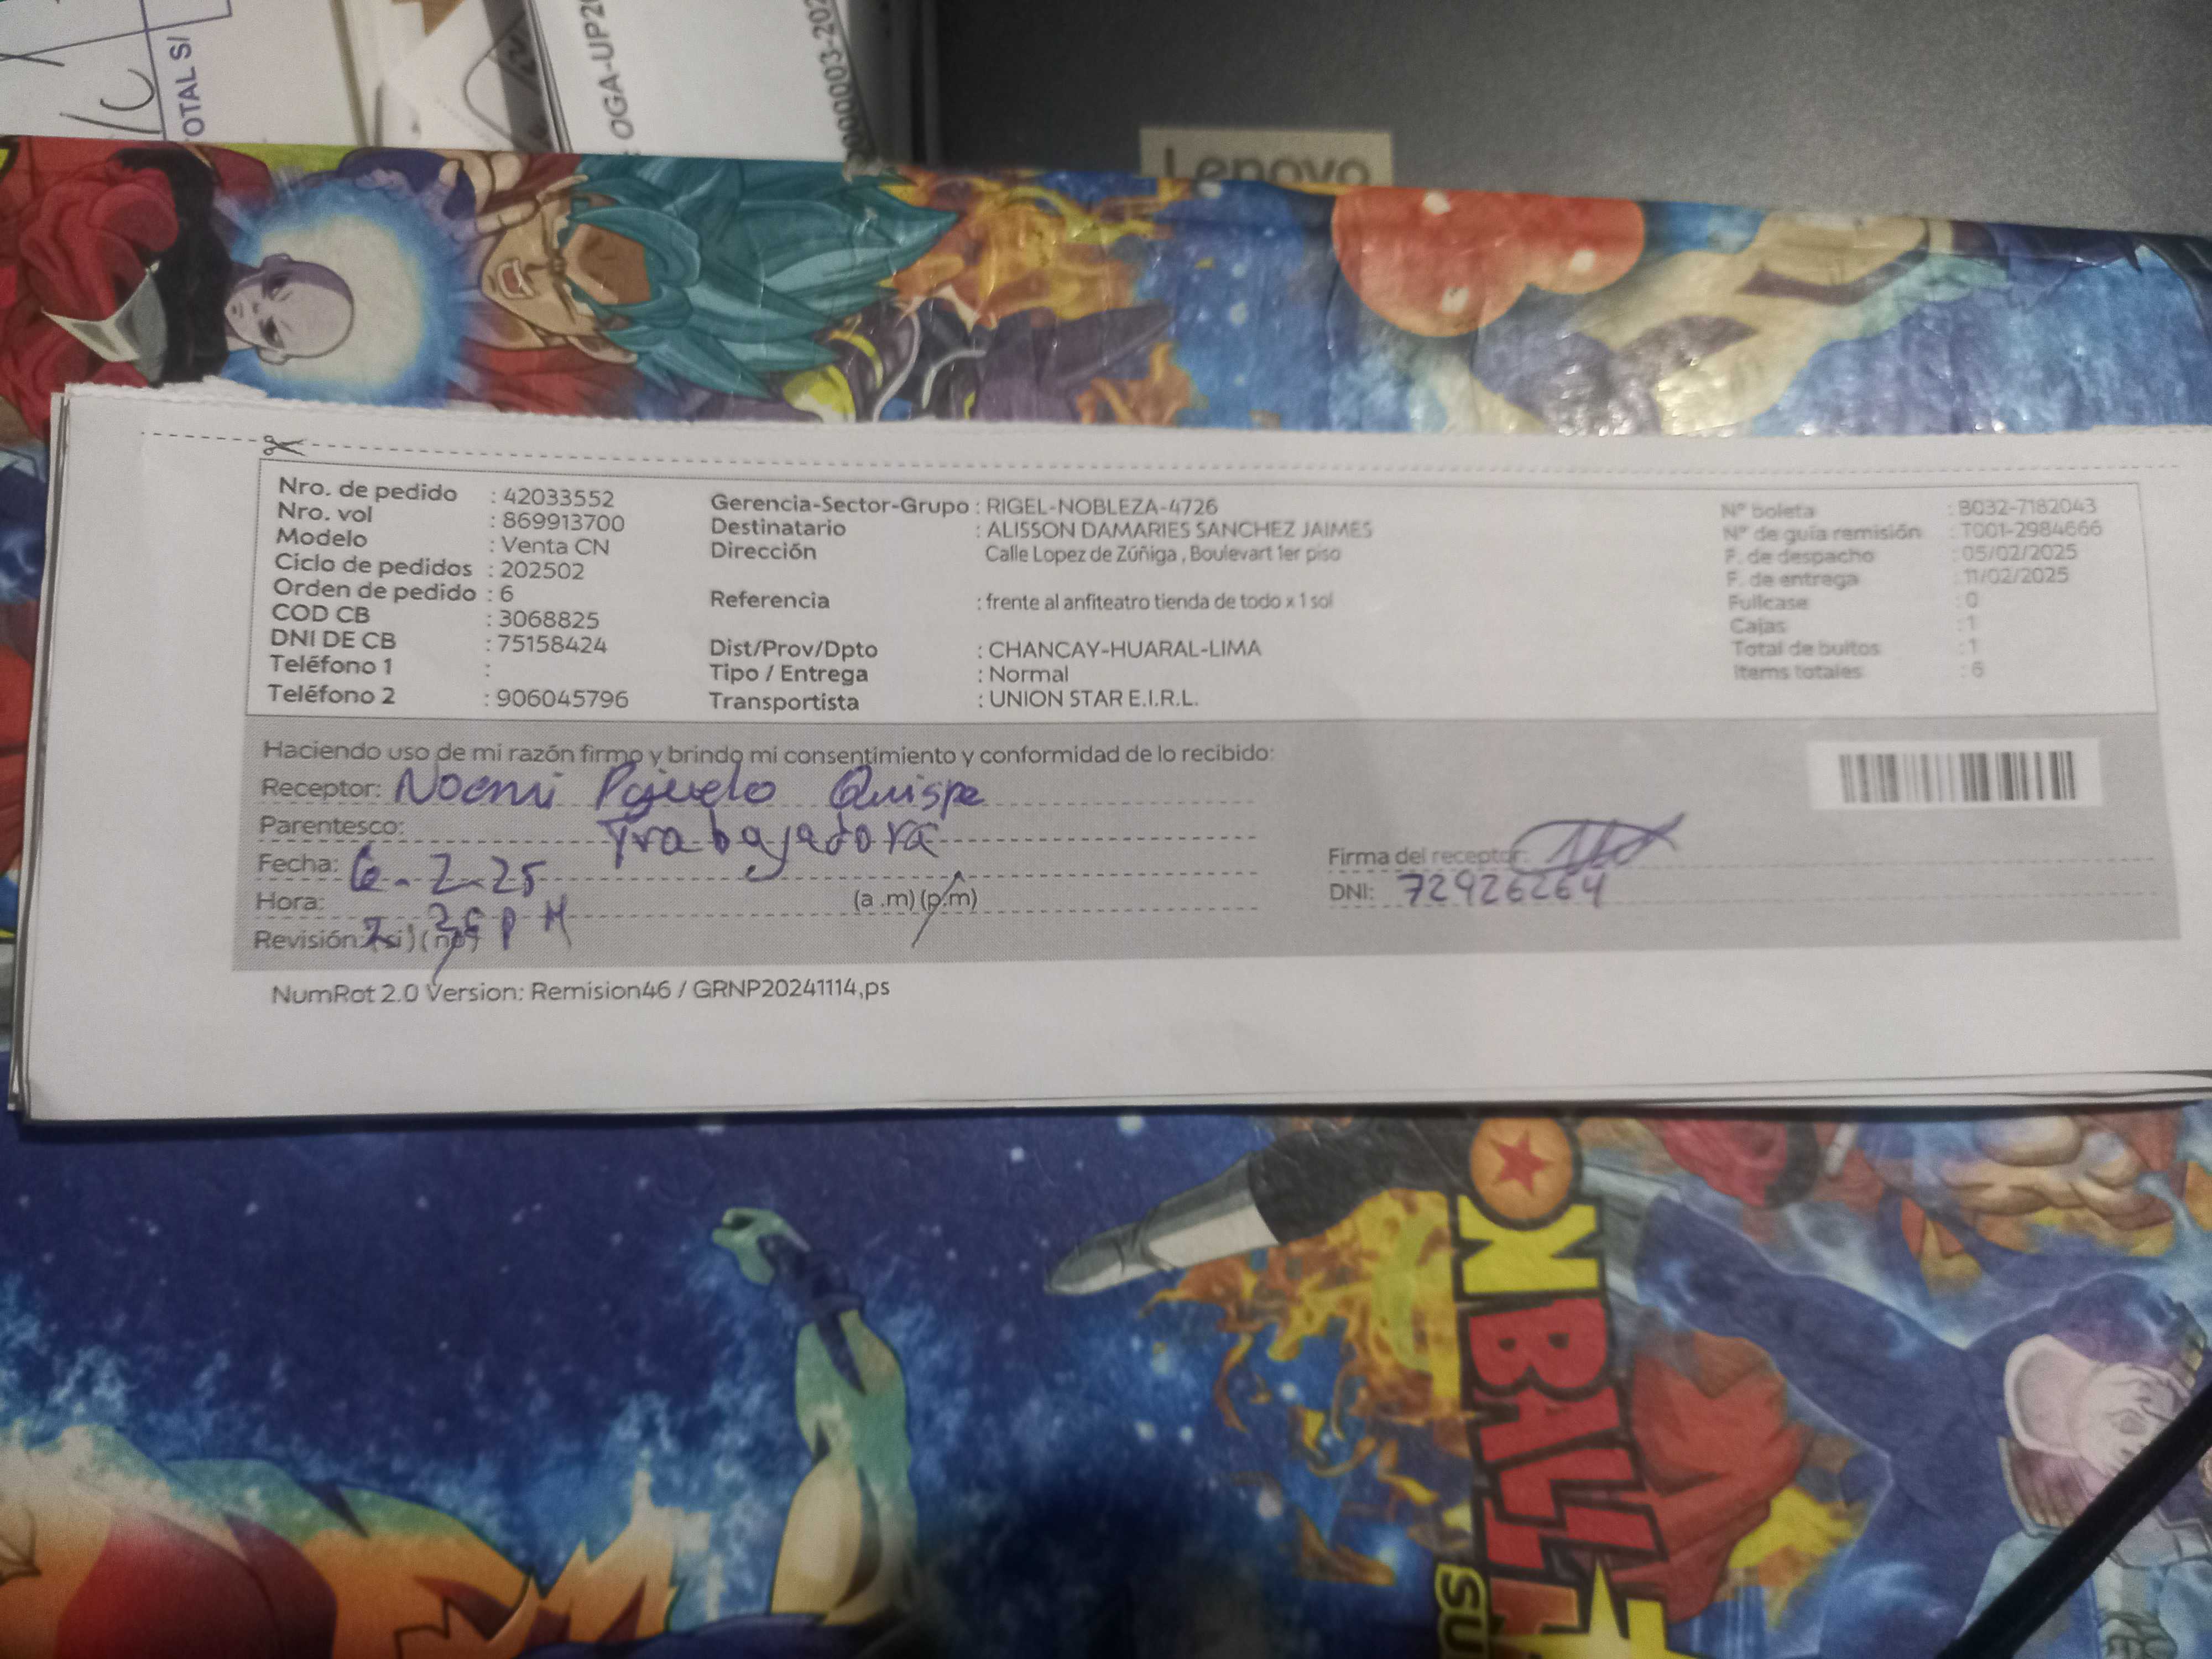 TOTAL S/
OGA-UP20
000003-202
Lenovo
Nro. de pedido : 42033552
Nro. vol : 869913700
Modelo : Venta CN
Ciclo de pedidos : 202502
Orden de pedido : 6
COD CB : 3068825
DNI DE CB : 75158424
Teléfono 1 :
Teléfono 2 : 906045796
Gerencia-Sector-Grupo : RIGEL-NOBLEZA-4726
Destinatario : ALISSON DAMARIES SANCHEZ JAIMES
Dirección Calle Lopez de Zúñiga , Boulevart 1er piso
Referencia : frente al anfiteatro tienda de todo x 1 sol
Dist/Prov/Dpto : CHANCAY-HUARAL-LIMA
Tipo / Entrega : Normal
Transportista : UNION STAR E.I.R.L.
N° boleta : B032-7182043
N° de guía remisión : T001-2984666
F. de despacho : 05/02/2025
F. de entrega : 11/02/2025
Fullcase : 0
Cajas : 1
Total de bultos : 1
Items totales : 6
Haciendo uso de mi razón firmo y brindo mi consentimiento y conformidad de lo recibido:
Receptor: Noemi Pajuelo Quispe
Parentesco: Trabajadora
Fecha: 6-2-25
Hora: (a .m) (p.m)
Revisión: (si) (no) PM
Firma del receptor:
DNI: 72926264
NumRot 2.0 Version: Remision46 / GRNP20241114,ps
BALL